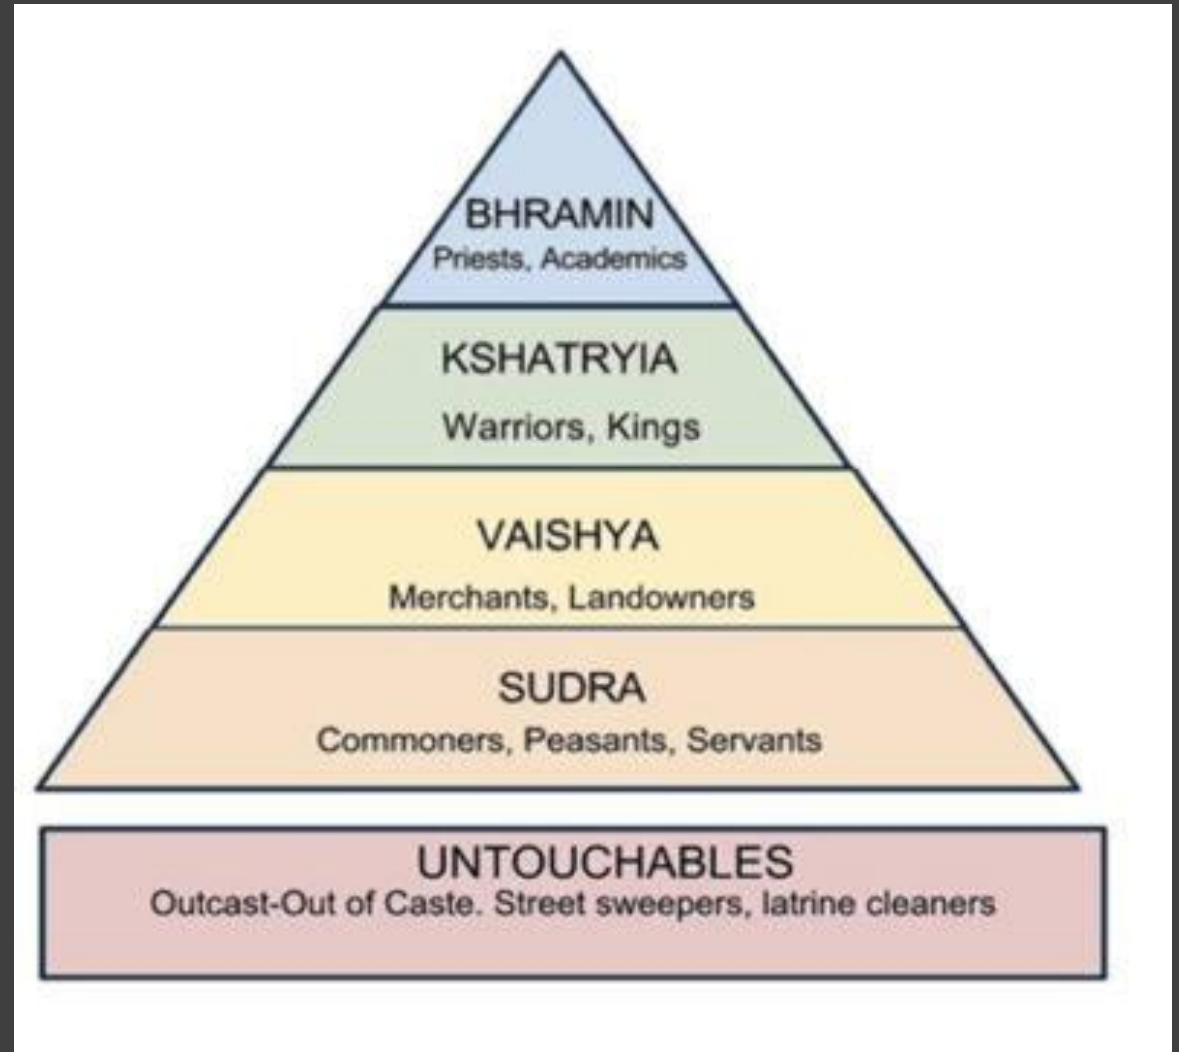 BHRAMIN
Priests, Academics
KSHATRYIA
Warriors, Kings
VAISHYA
Merchants, Landowners
SUDRA
Commoners, Peasants, Servants
UNTOUCHABLES
Outcast-Out of Caste. Street sweepers, latrine cleaners